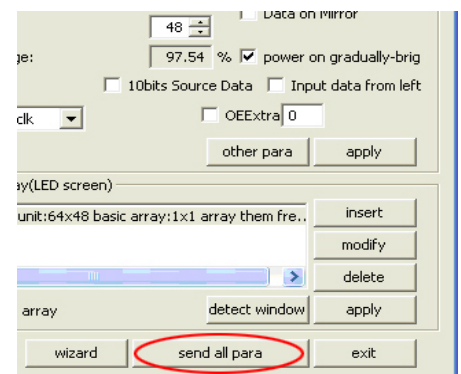 Data on Mirror
48
ge:
97.54 % power on gradually-brig
10bits Source Data Input data from left
clk OEExtra 0
other para apply
ay(LED screen)
unit:64x48 basic array:1x1 array them fre.. insert
modify
delete
array detect window apply
wizard send all para exit